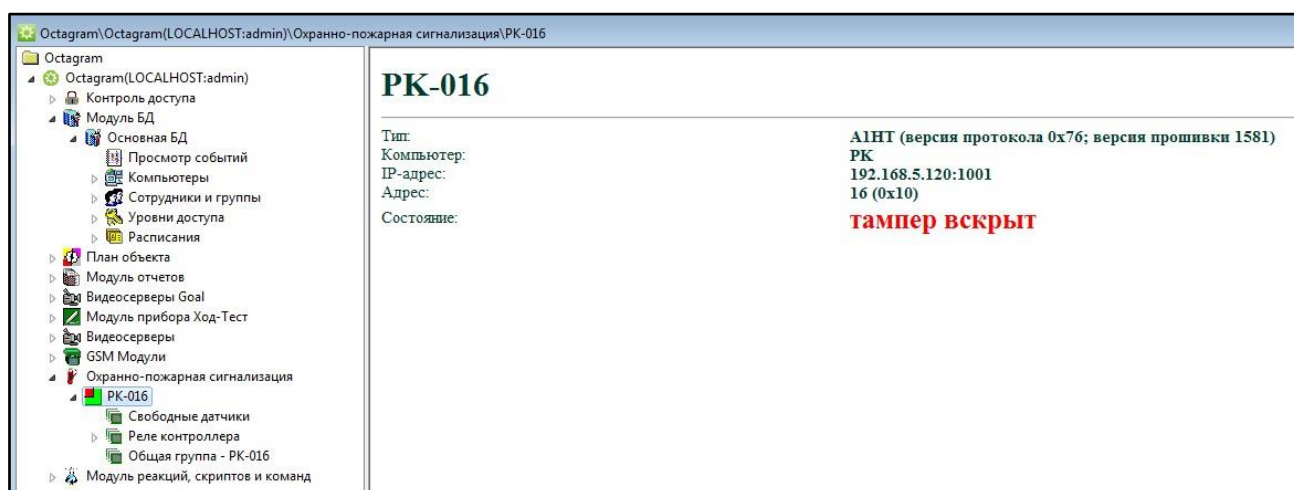 Octagram\Octagram(LOCALHOST:admin)\Охранно-пожарная сигнализация\PK-016
Octagram
Octagram(LOCALHOST:admin)
Контроль доступа
Модуль БД
Основная БД
Просмотр событий
Компьютеры
Сотрудники и группы
Уровни доступа
Расписания
План объекта
Модуль отчетов
Видеосерверы Goal
Модуль прибора Ход-Тест
Видеосерверы
GSM Модули
Охранно-пожарная сигнализация
PK-016
Свободные датчики
Реле контроллера
Общая группа - PK-016
Модуль реакций, скриптов и команд
PK-016
Тип: A1HT (версия протокола 0x76; версия прошивки 1581)
Компьютер: PK
IP-адрес: 192.168.5.120:1001
Адрес: 16 (0x10)
Состояние: тампер вскрыт